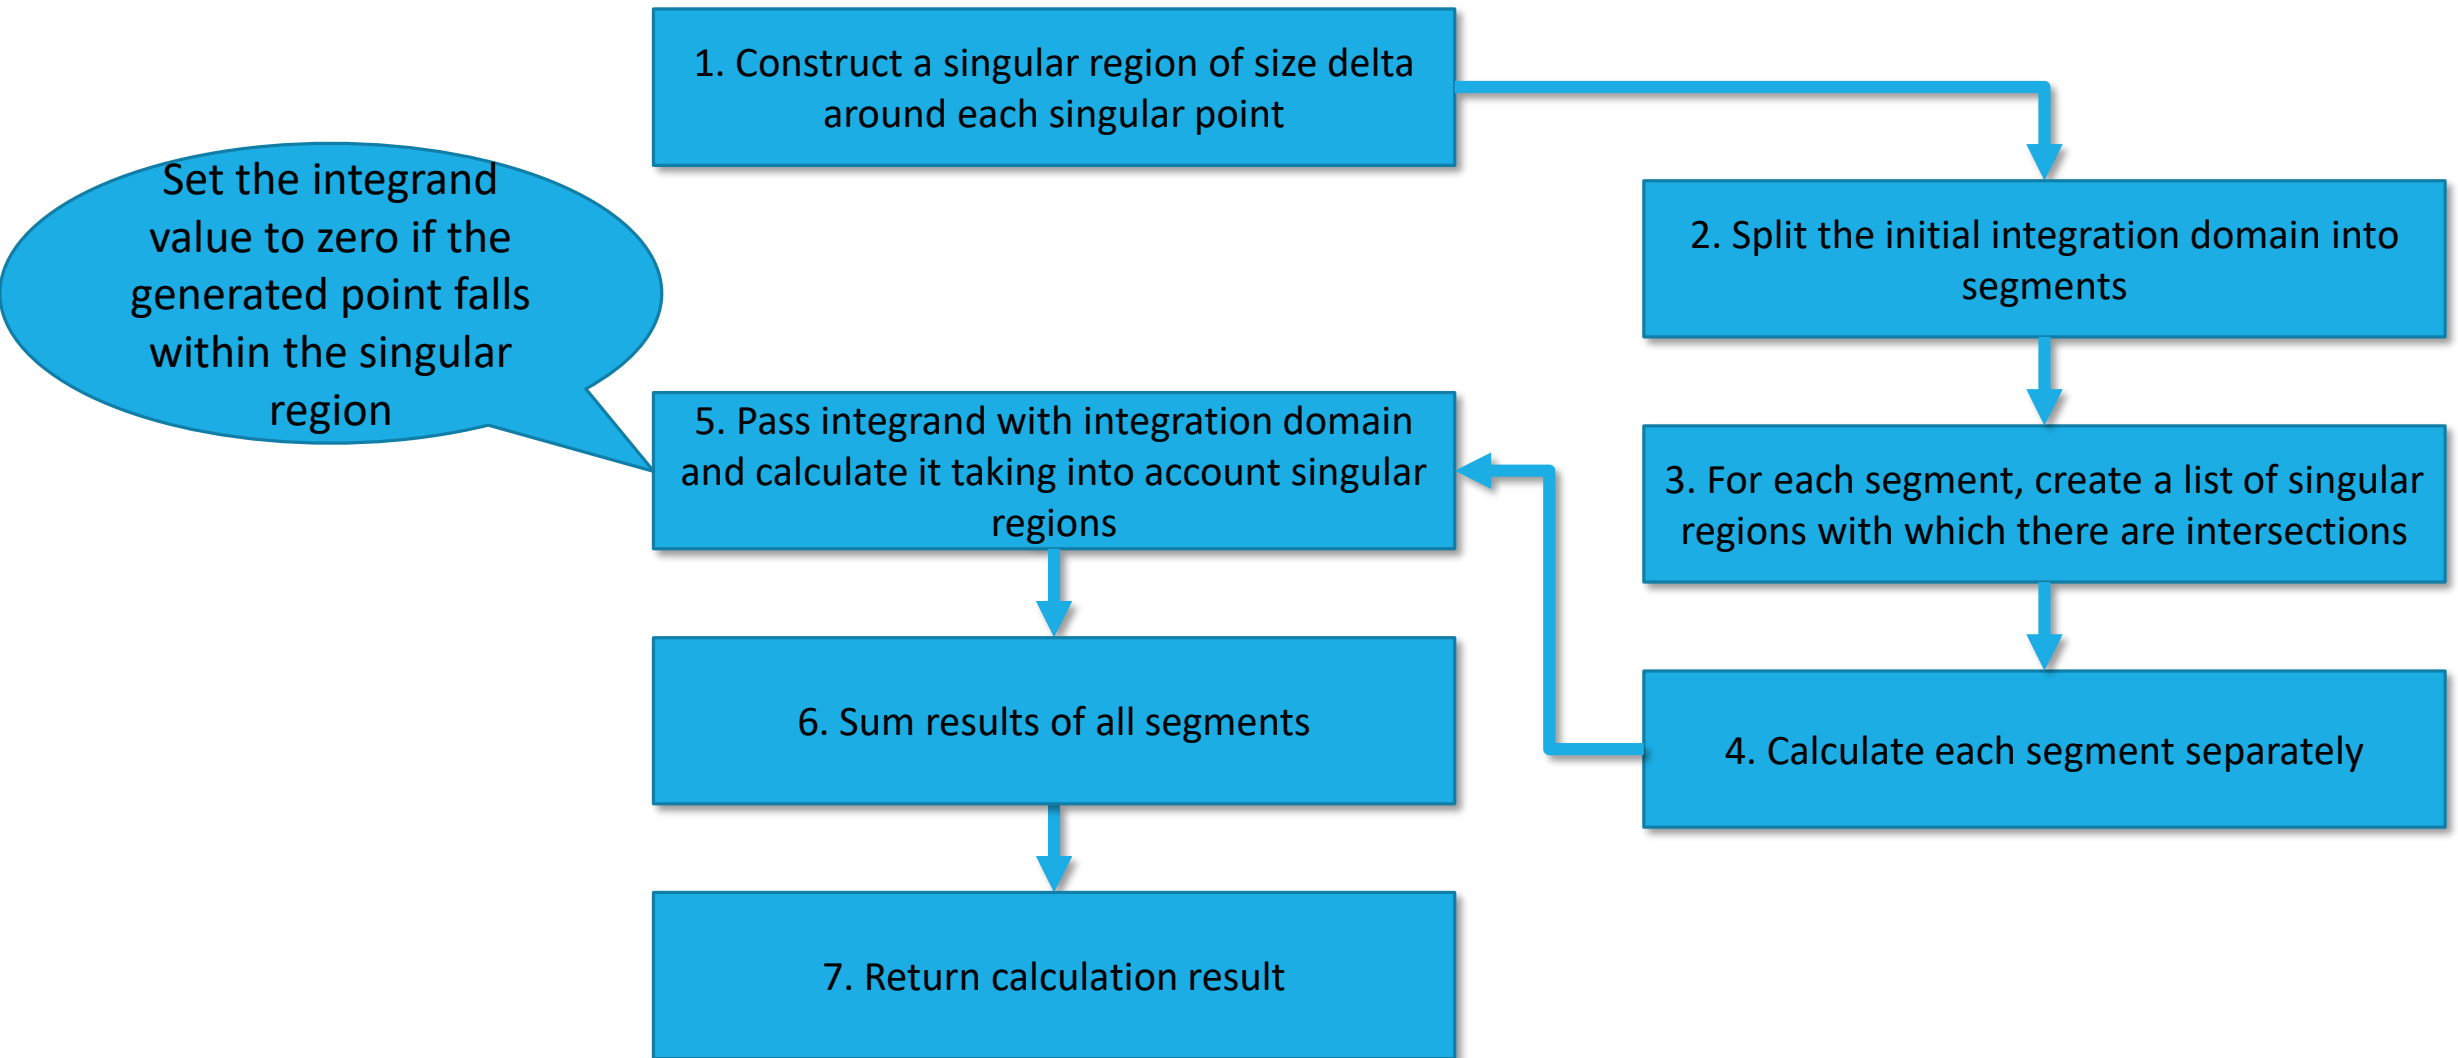 1. Construct a singular region of size delta
around each singular point
2. Split the initial integration domain into
segments
3. For each segment, create a list of singular
regions with which there are intersections
4. Calculate each segment separately
Set the integrand
value to zero if the
generated point falls
within the singular
region
5. Pass integrand with integration domain
and calculate it taking into account singular
regions
6. Sum results of all segments
7. Return calculation result